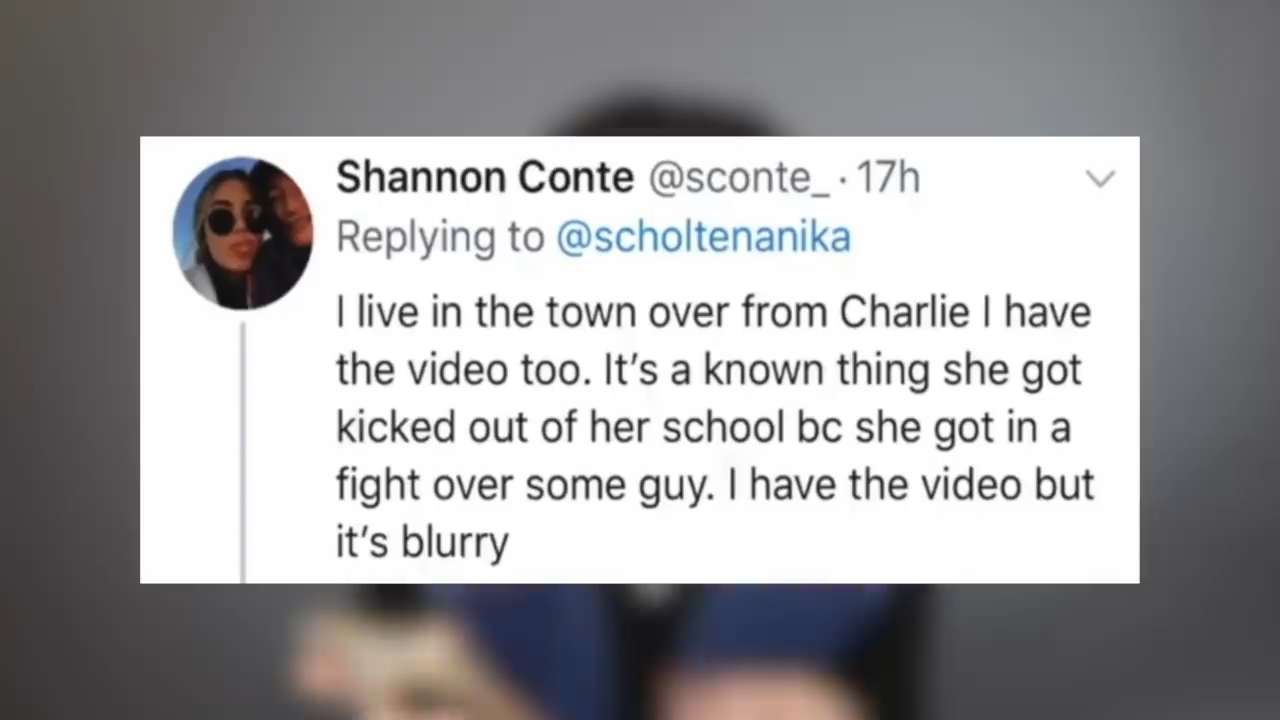 Shannon Conte @sconte_ · 17h
Replying to @scholtenanika
I live in the town over from Charlie I have
the video too. It’s a known thing she got
kicked out of her school bc she got in a
fight over some guy. I have the video but
it’s blurry